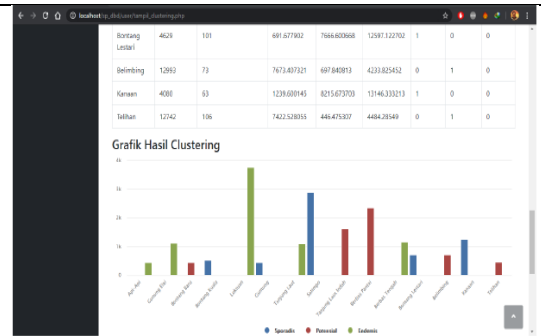 localhost/sp_dbd/user/tampil_clustering.php
Bontang Lestari 4629 101 691.677902 7666.600668 12597.122702 1 0 0
Belimbing 12993 73 7673.407321 697.840813 4233.825452 0 1 0
Kanaan 4088 63 1239.600145 8215.673703 13146.333213 1 0 0
Telihan 12742 106 7422.528055 446.475307 4484.28549 0 1 0
Grafik Hasil Clustering
4k
3k
2k
1k
0
Api-Api
Gunung Elai
Bontang Baru
Bontang Kuala
Loktuan
Guntung
Tanjung Laut
Satimpo
Tanjung Laut Indah
Berbas Pantai
Berbas Tengah
Bontang Lestari
Belimbing
Kanaan
Telihan
Sporadis Potensial Endemis